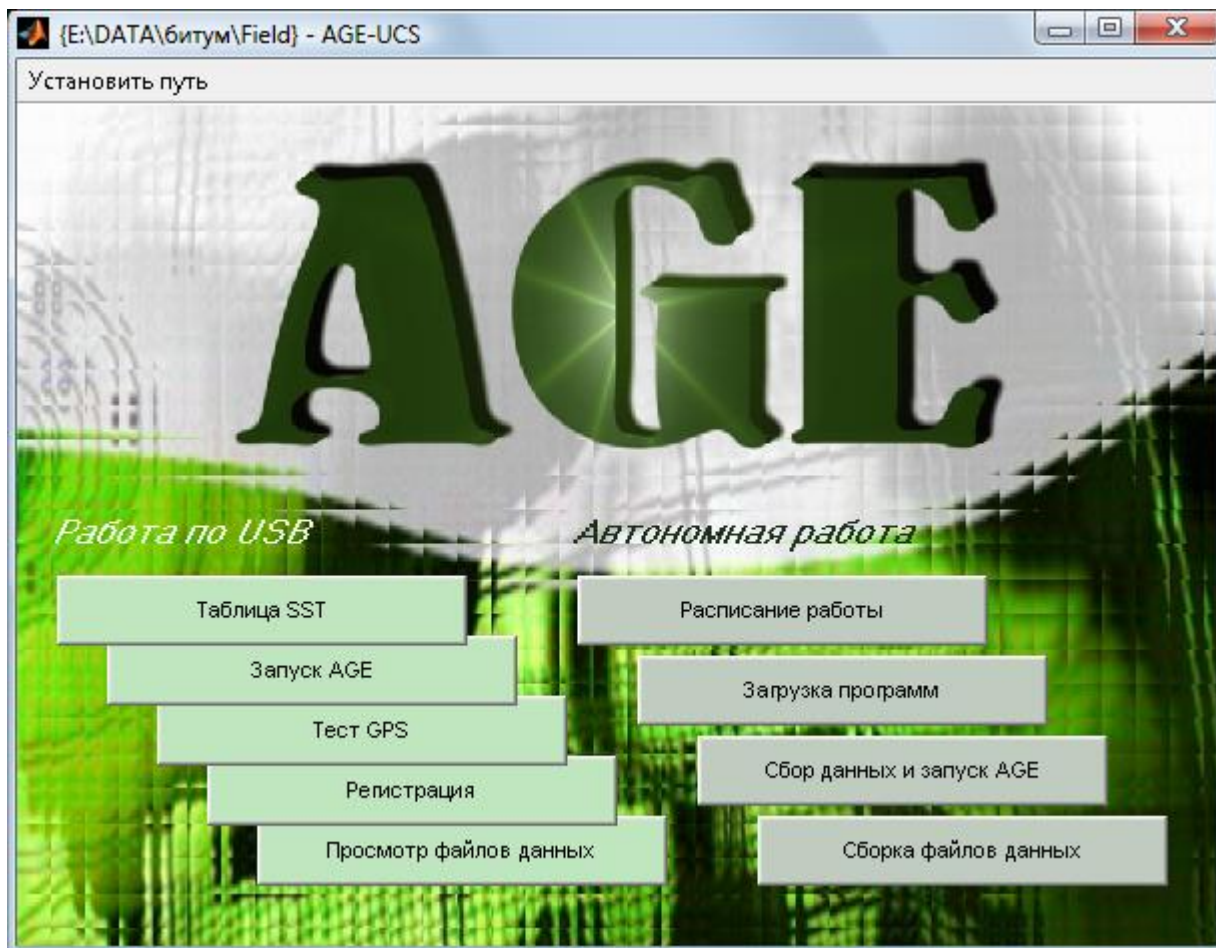 {E:\DATA\битум\Field} - AGE-UCS
Установить путь
AGE
Работа по USB
Автономная работа
Таблица SST
Запуск AGE
Тест GPS
Регистрация
Просмотр файлов данных
Расписание работы
Загрузка программ
Сбор данных и запуск AGE
Сборка файлов данных